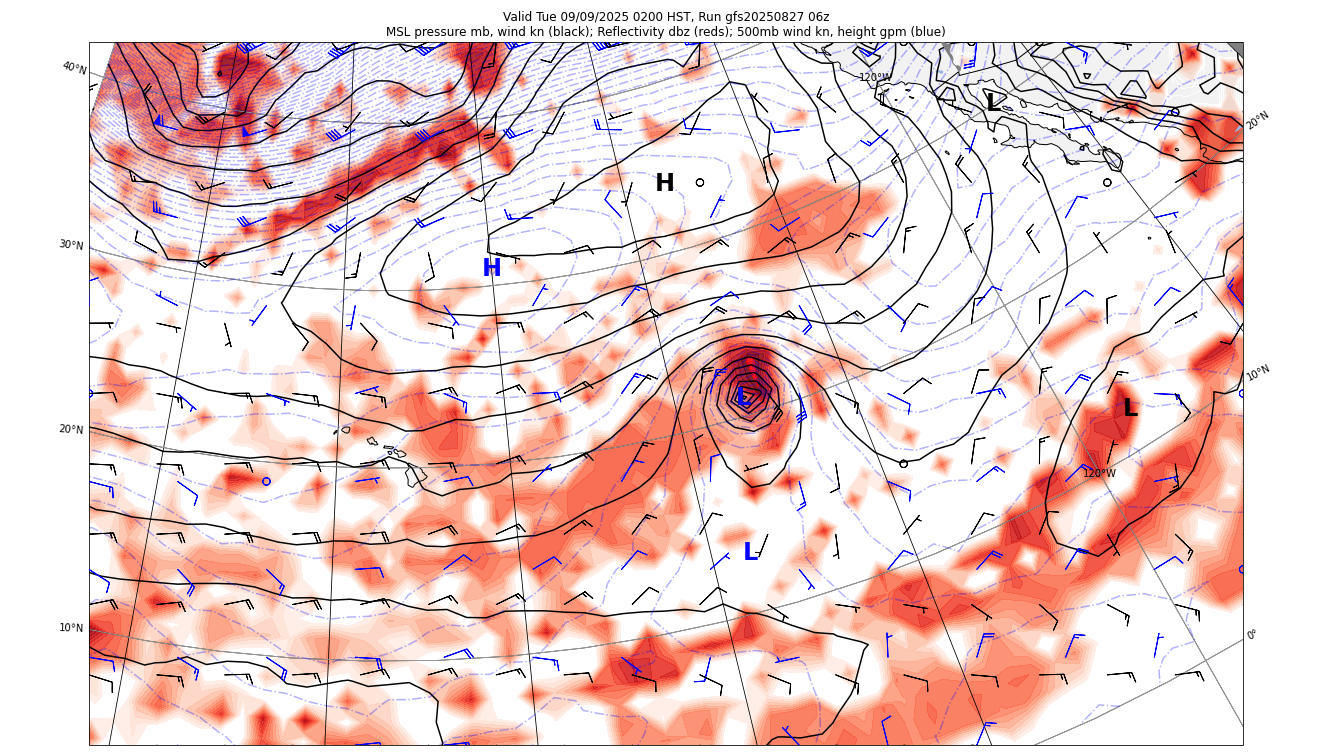 Valid Tue 09/09/2025 0200 HST, Run gfs20250827 06z
MSL pressure mb, wind kn (black); Reflectivity dbz (reds); 500mb wind kn, height gpm (blue)
40°N
120°W
L
20°N
H
30°N
H
10°N
L
L
20°N
120°W
L
10°N
0°